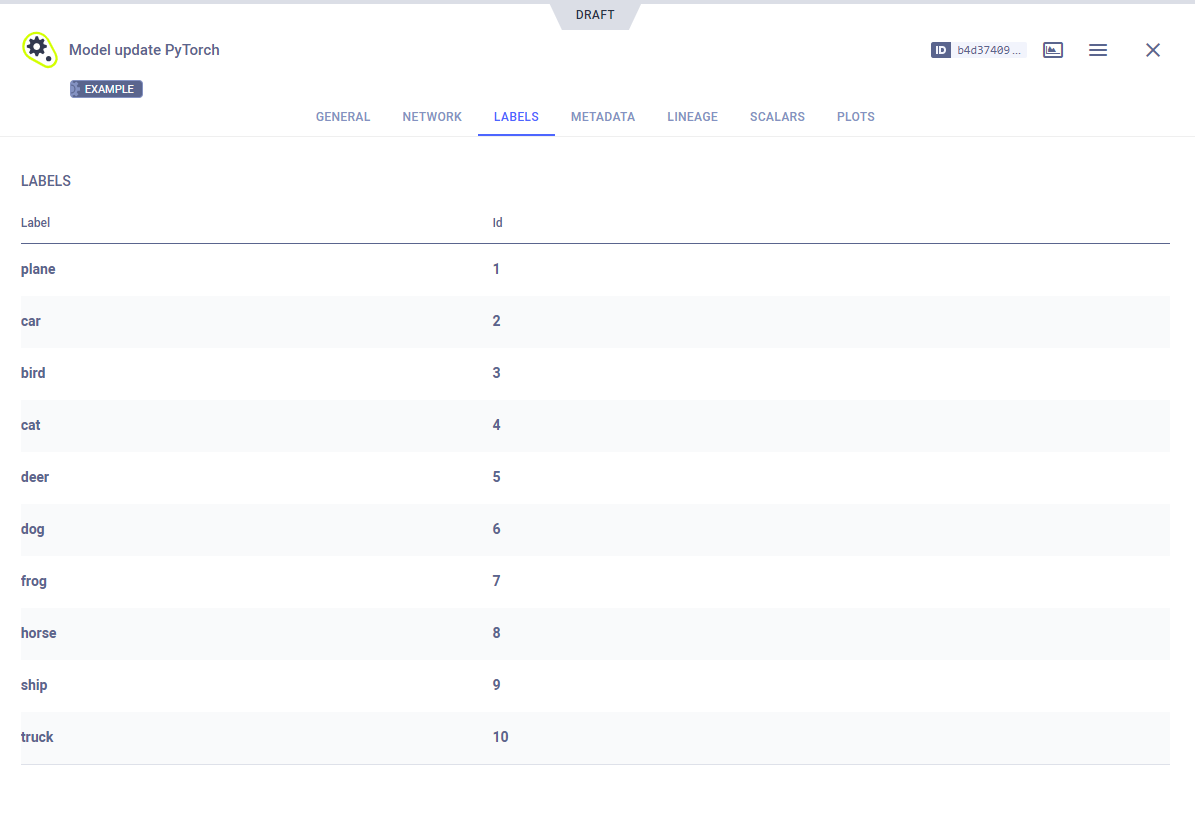 DRAFT
Model update PyTorch
ID b4d37409 ...
EXAMPLE
GENERAL NETWORK LABELS METADATA LINEAGE SCALARS PLOTS
LABELS
Label Id
plane 1
car 2
bird 3
cat 4
deer 5
dog 6
frog 7
horse 8
ship 9
truck 10